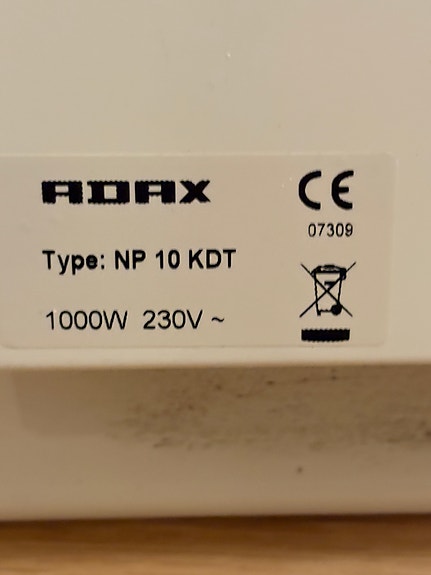 ADAX
CE
07309
Type: NP 10 KDT
1000W 230V ~